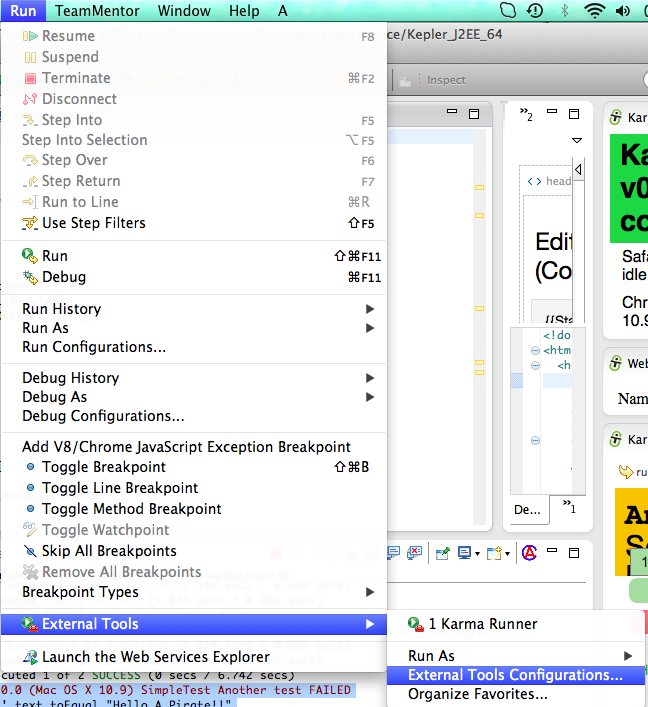 Run TeamMentor Window Help A
ce/Kepler_J2EE_64
Resume F8
Suspend
Terminate ⌘F2
Disconnect
Step Into F5
Step Into Selection ⌥F5
Step Over F6
Step Return F7
Run to Line ⌘R
Use Step Filters ⇧F5
Run ⇧⌘F11
Debug ⌘F11
Run History
Run As
Run Configurations...
Debug History
Debug As
Debug Configurations...
Add V8/Chrome JavaScript Exception Breakpoint
Toggle Breakpoint ⇧⌘B
Toggle Line Breakpoint
Toggle Method Breakpoint
Toggle Watchpoint
Skip All Breakpoints
Remove All Breakpoints
Breakpoint Types
External Tools
Launch the Web Services Explorer
1 Karma Runner
Run As
External Tools Configurations...
Organize Favorites...
Inspect
»2
<> head
Edit
(Co
{{Sta
<!do
<htm
<h
De...
»1
Kar
Ka
v0
co
Safa
idle
Chr
10.9
Web
Nam
Kar
ru
An
1
cuted 1 of 2 SUCCESS (0 secs / 6.742 secs)
0.0 (Mac OS X 10.9) SimpleTest Another test FAILED
' text toEqual "Hello A Pirate!!"